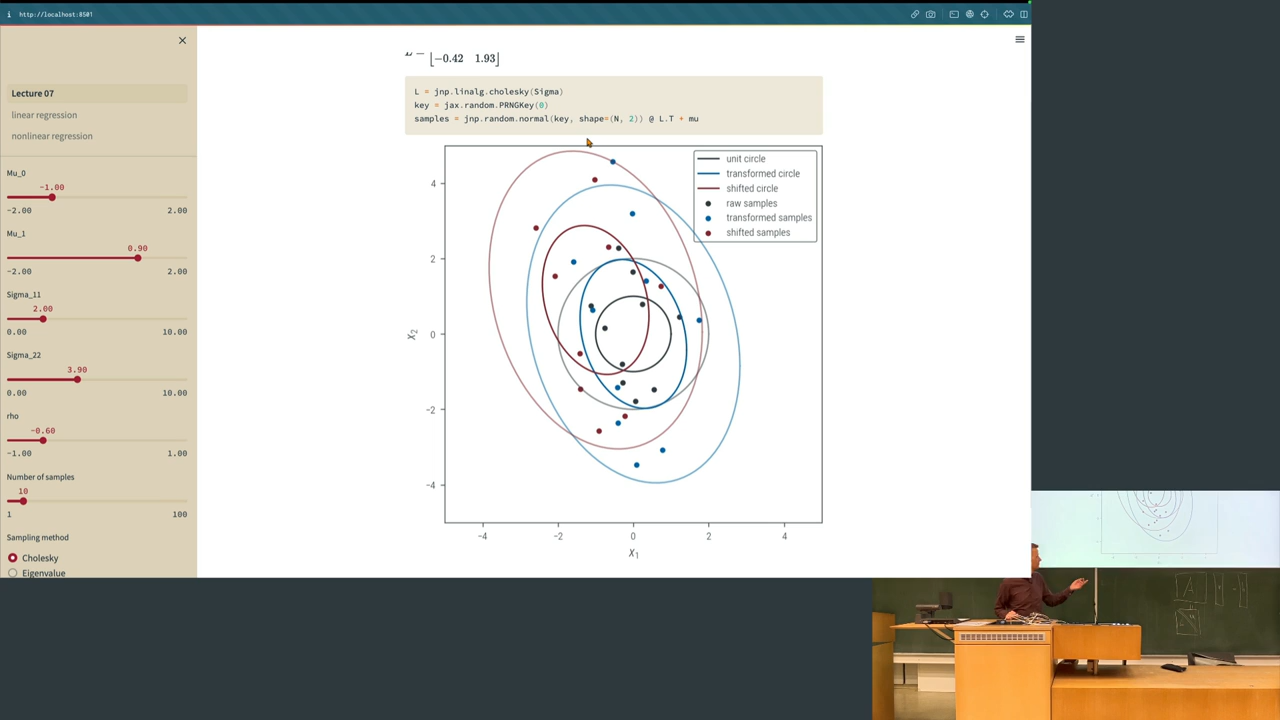 http://localhost:8501
Lecture 07
linear regression
nonlinear regression
Mu_0
-1.00
-2.00 2.00
Mu_1
0.90
-2.00 2.00
Sigma_11
2.00
0.00 10.00
Sigma_22
3.90
0.00 10.00
rho
-0.60
-1.00 1.00
Number of samples
10
1 100
Sampling method
Cholesky
Eigenvalue
-0.42 1.93
L = jnp.linalg.cholesky(Sigma)
key = jax.random.PRNGKey(0)
samples = jnp.random.normal(key, shape=(N, 2)) @ L.T + mu
unit circle
transformed circle
shifted circle
raw samples
transformed samples
shifted samples
4
2
0
-2
-4
X2
-4 -2 0 2 4
X1
A